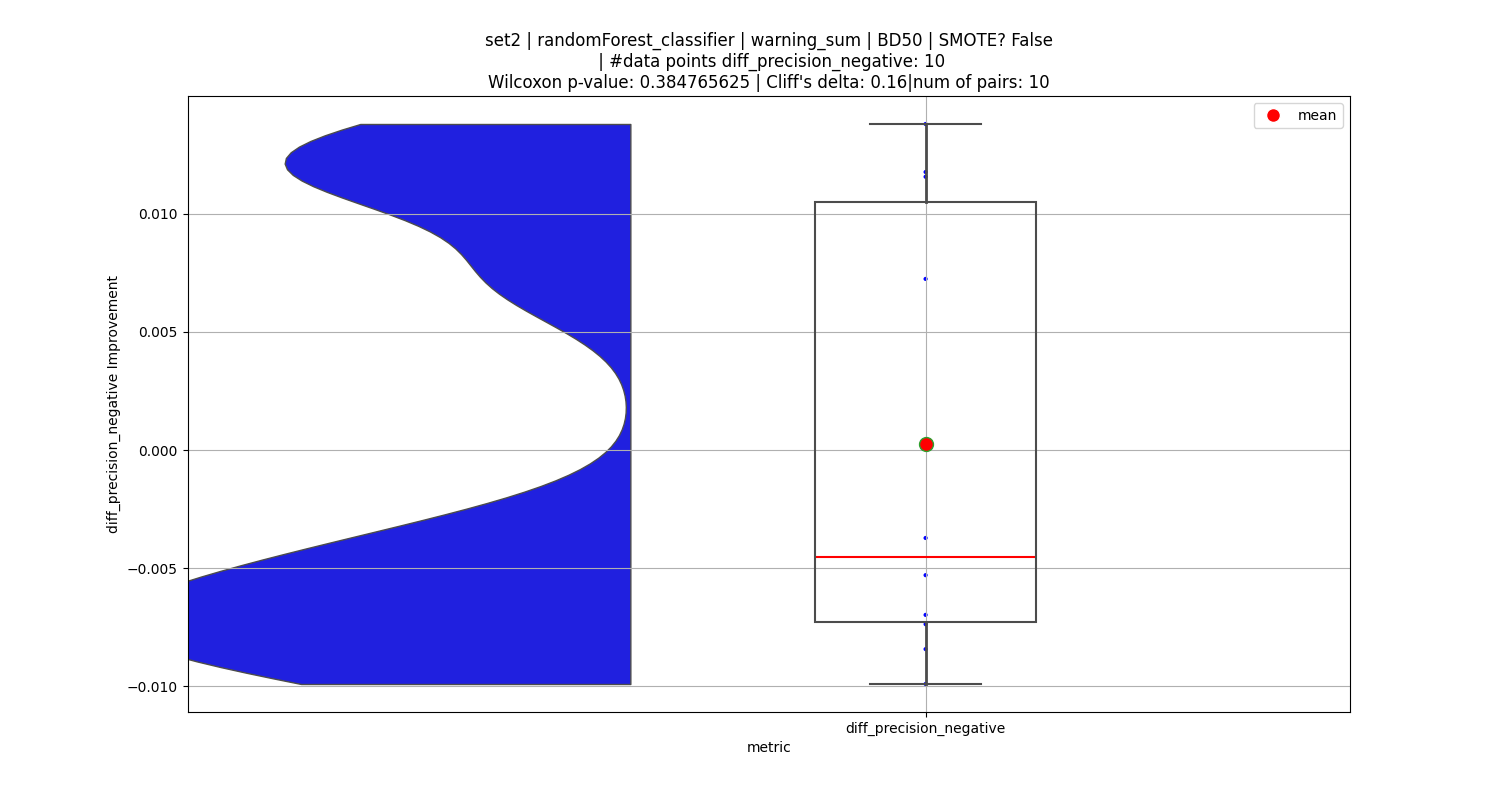 set2 | randomForest_classifier | warning_sum | BD50 | SMOTE? False
| #data points diff_precision_negative: 10
Wilcoxon p-value: 0.384765625 | Cliff's delta: 0.16|num of pairs: 10
mean
0.010
0.005
0.000
−0.005
−0.010
diff_precision_negative Improvement
diff_precision_negative
metric